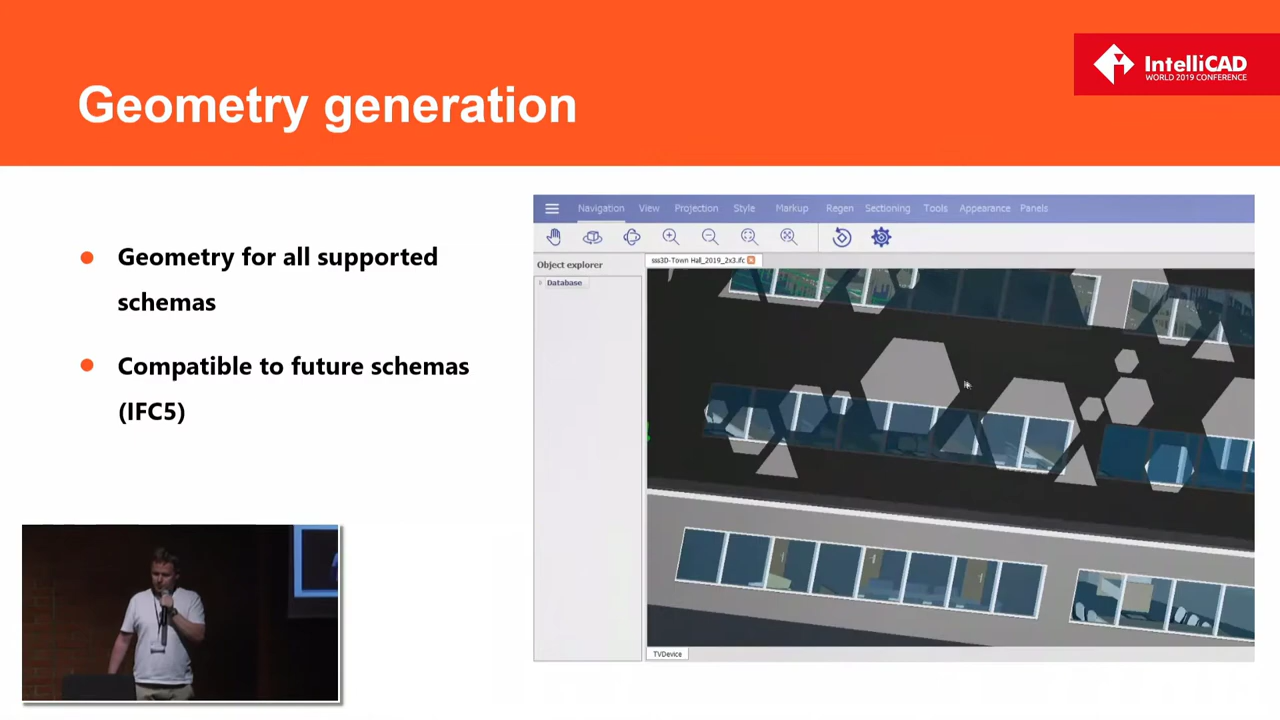 IntelliCAD
WORLD 2019 CONFERENCE
Geometry generation
Geometry for all supported
schemas
Compatible to future schemas
(IFC5)
Navigation View Projection Style Markup Regen Sectioning Tools Appearance Panels
Object explorer
sss3D-Town Hall_2019_2x3.ifc
Database
TVDevice